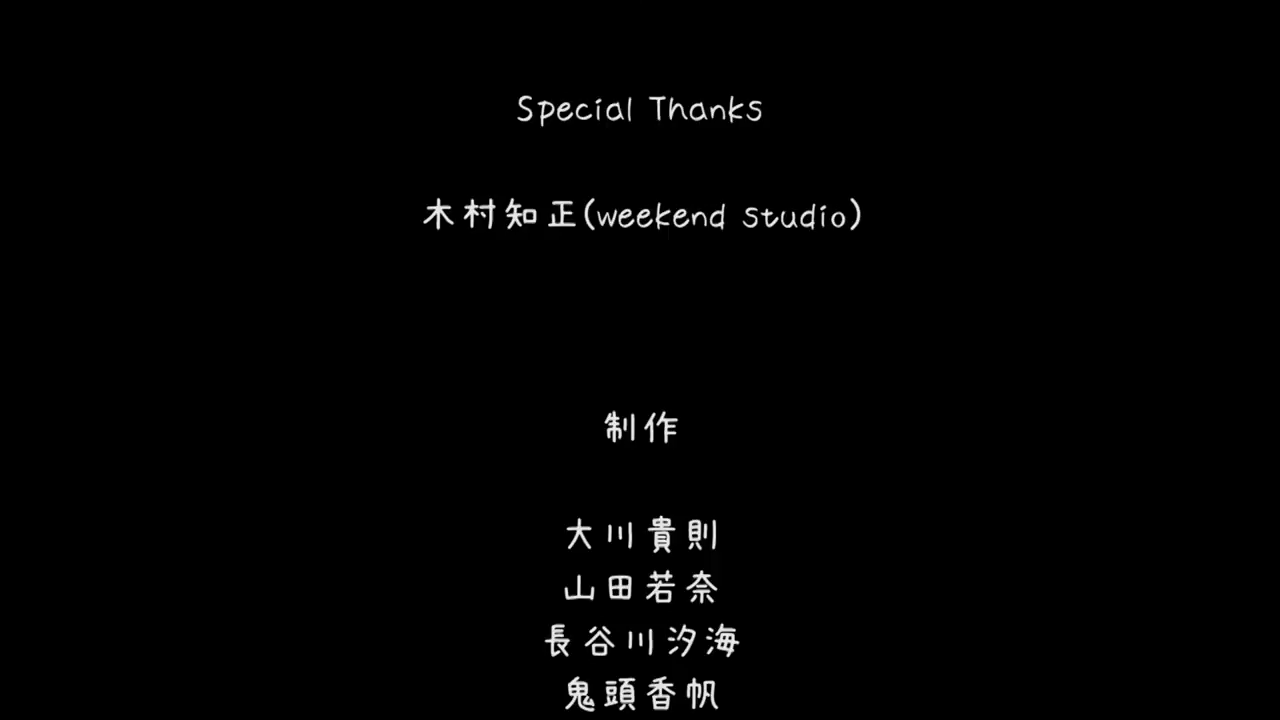 Special Thanks
木村知正(weekend studio)
制作
大川貴則
山田若奈
長谷川汐海
鬼頭香帆